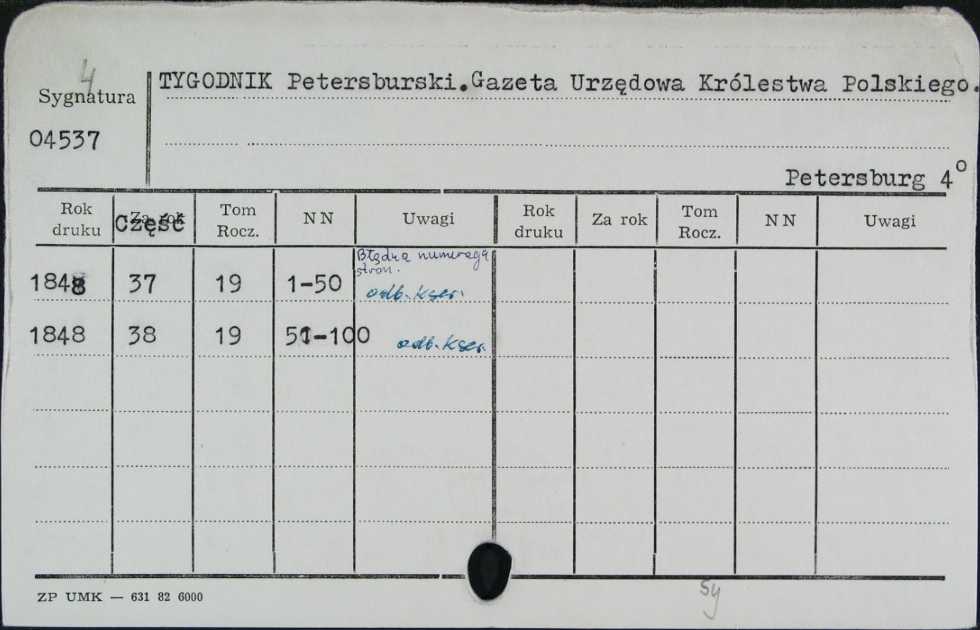 4
TYGODNIK Petersburski.Gazeta Urzędowa Królestwa Polskiego.
Sygnatura
04537
Petersburg 4°
Rok druku Część Tom Rocz. NN Uwagi Rok druku Za rok Tom Rocz. NN Uwagi
Błędna numeracja
stron.
1848 37 19 1-50 odb. kser.
1848 38 19 51-100 odb. kser.
ZP UMK — 631 82 6000
Sy